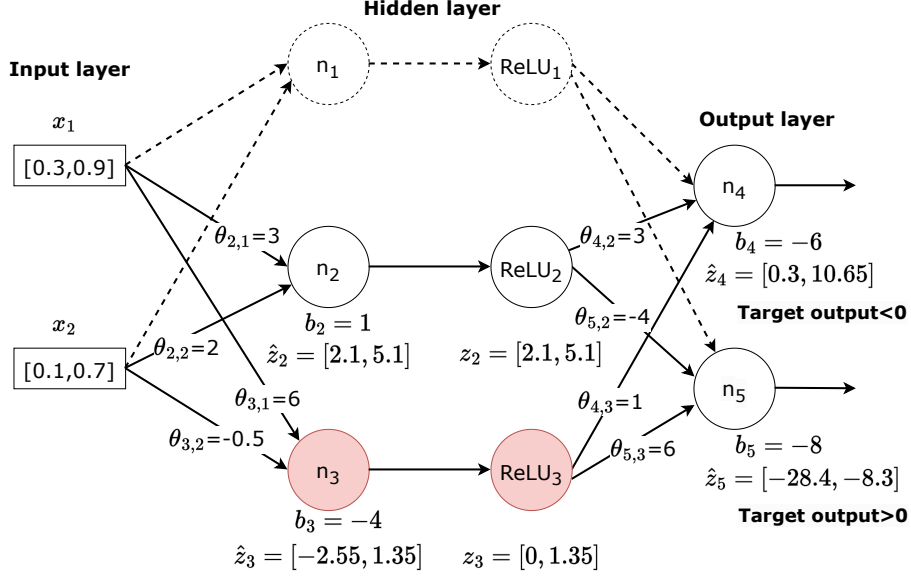 Hidden layer
Input layer
n₁
ReLU₁
x₁
[0.3,0.9]
Output layer
n₄
θ₂,₁=3
θ₄,₂=3
b₄ = −6
ẑ₄ = [0.3, 10.65]
Target output<0
n₂
ReLU₂
b₂ = 1
ẑ₂ = [2.1, 5.1]
z₂ = [2.1, 5.1]
θ₅,₂=-4
x₂
[0.1,0.7]
θ₂,₂=2
θ₃,₁=6
θ₄,₃=1
n₅
θ₃,₂=-0.5
θ₅,₃=6
b₅ = −8
ẑ₅ = [−28.4, −8.3]
Target output>0
n₃
ReLU₃
b₃ = −4
ẑ₃ = [−2.55, 1.35]
z₃ = [0, 1.35]